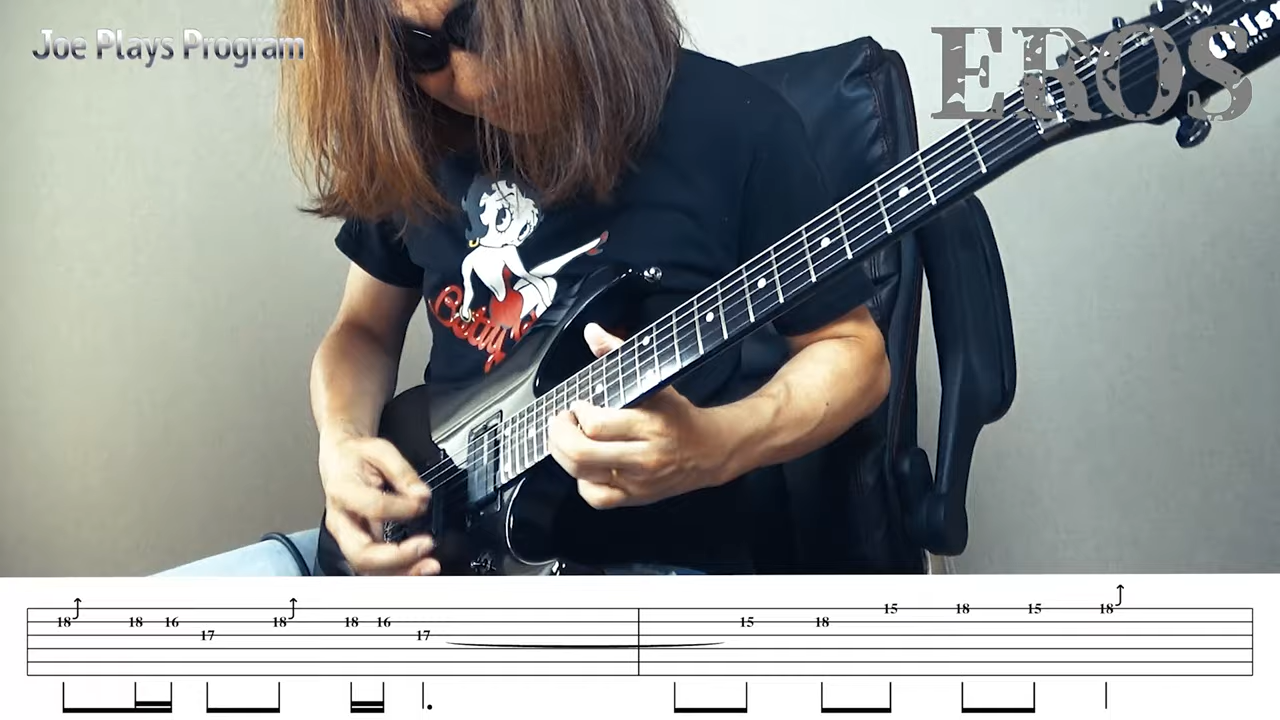 Joe Plays Program
EROS
Betty
15 18 15 18
18 18 16 18 18 16 15 18
17 17